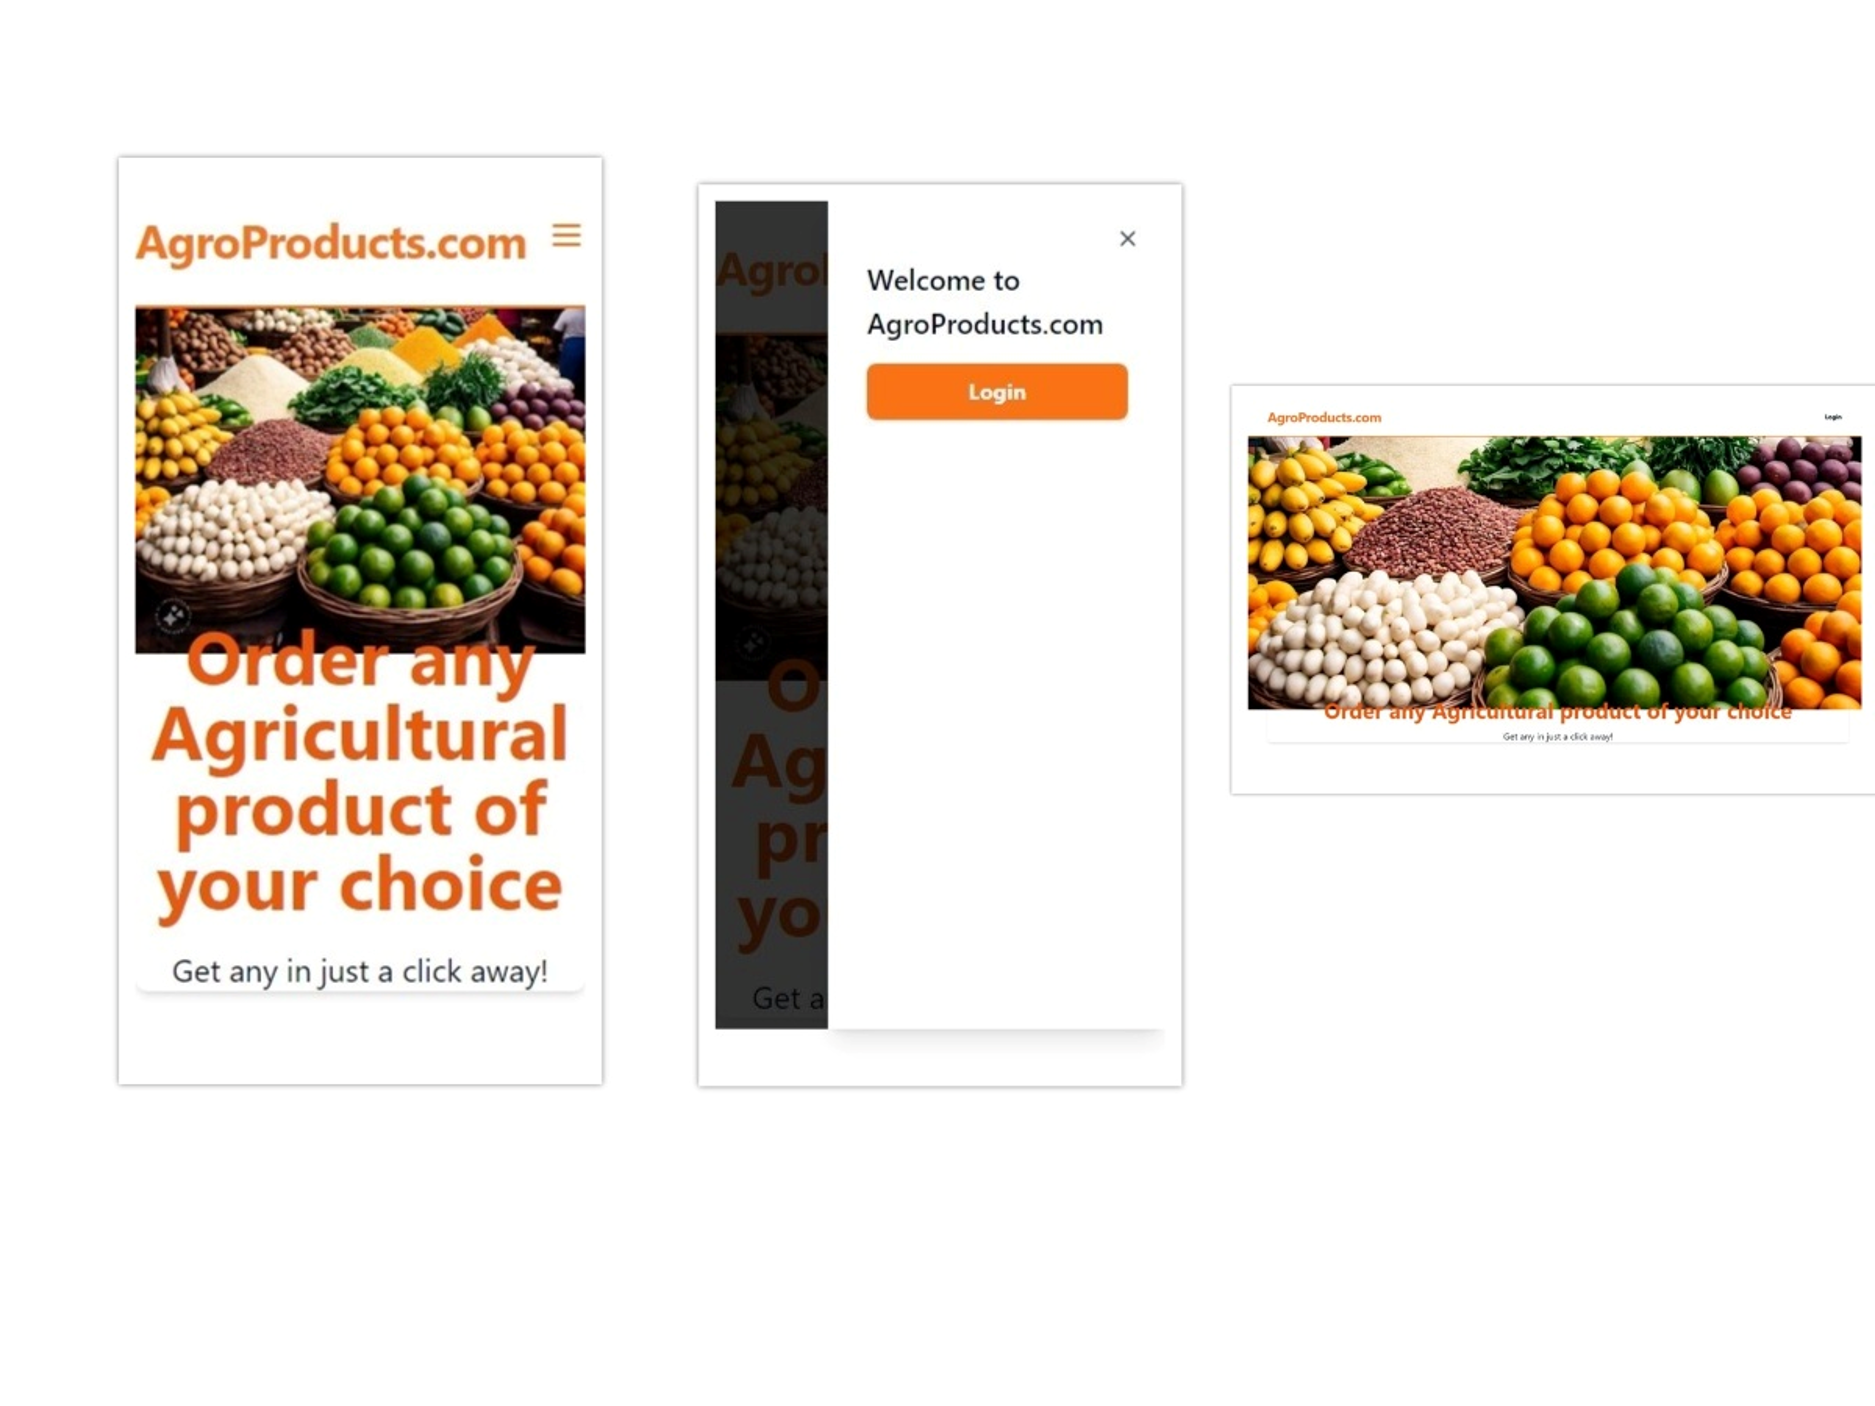 AgroProducts.com
Order any
Agricultural
product of
your choice
Get any in just a click away!
Agrol
Welcome to
AgroProducts.com
Login
O
Ag
pr
yo
Get a
AgroProducts.com
Login
Order any Agricultural product of your choice
Get any in just a click away!